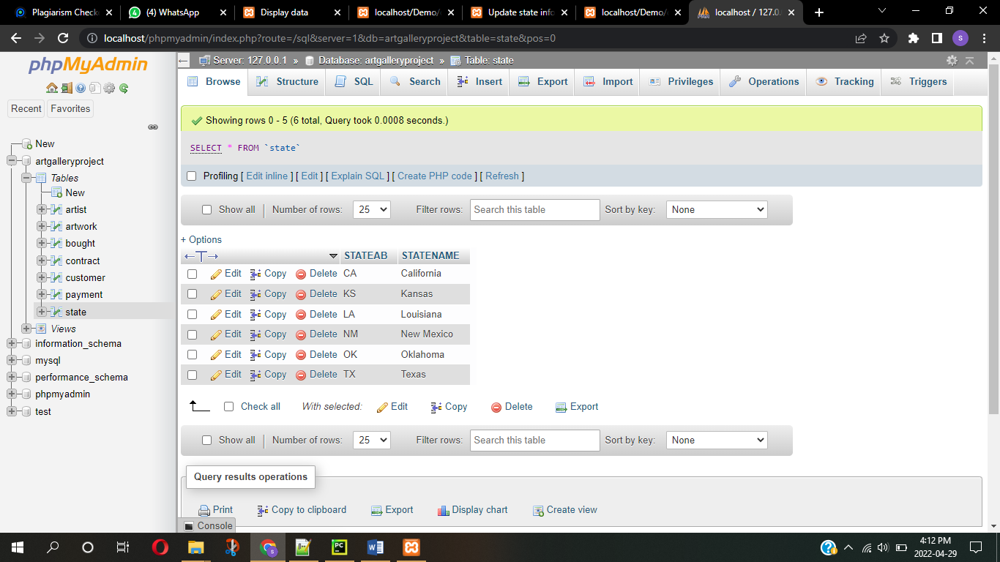 Plagiarism Check
(4) WhatsApp
Display data
localhost/Demo/
Update state info
localhost/Demo/
localhost / 127.0.
localhost/phpmyadmin/index.php?route=/sql&server=1&db=artgalleryproject&table=state&pos=0
S
phpMyAdmin
Recent Favorites
New
artgalleryproject
Tables
New
artist
artwork
bought
contract
customer
payment
state
Views
information_schema
mysql
performance_schema
phpmyadmin
test
Server: 127.0.0.1 » Database: artgalleryproject » Table: state
Browse Structure SQL Search Insert Export Import Privileges Operations Tracking Triggers
Showing rows 0 - 5 (6 total, Query took 0.0008 seconds.)
SELECT * FROM `state`
Profiling [ Edit inline ] [ Edit ] [ Explain SQL ] [ Create PHP code ] [ Refresh ]
Show all Number of rows: 25 Filter rows: Search this table Sort by key: None
+ Options
STATEAB STATENAME
Edit Copy Delete CA California
Edit Copy Delete KS Kansas
Edit Copy Delete LA Louisiana
Edit Copy Delete NM New Mexico
Edit Copy Delete OK Oklahoma
Edit Copy Delete TX Texas
Check all With selected: Edit Copy Delete Export
Show all Number of rows: 25 Filter rows: Search this table Sort by key: None
Query results operations
Print Copy to clipboard Export Display chart Create view
Console
4:12 PM
2022-04-29